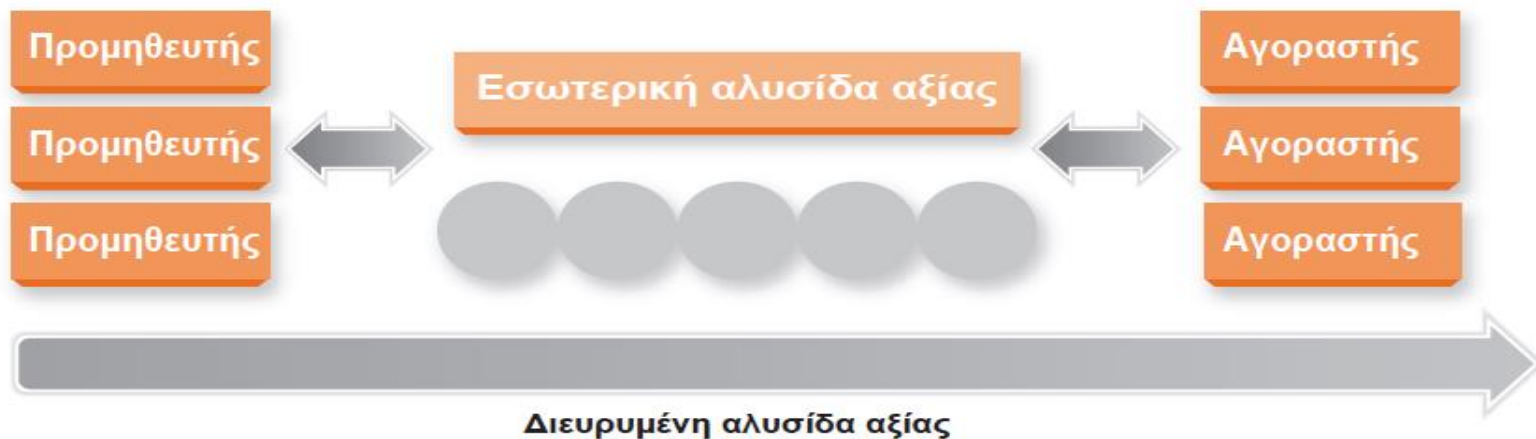 Προμηθευτής
Προμηθευτής
Προμηθευτής
Εσωτερική αλυσίδα αξίας
Αγοραστής
Αγοραστής
Αγοραστής
Διευρυμένη αλυσίδα αξίας